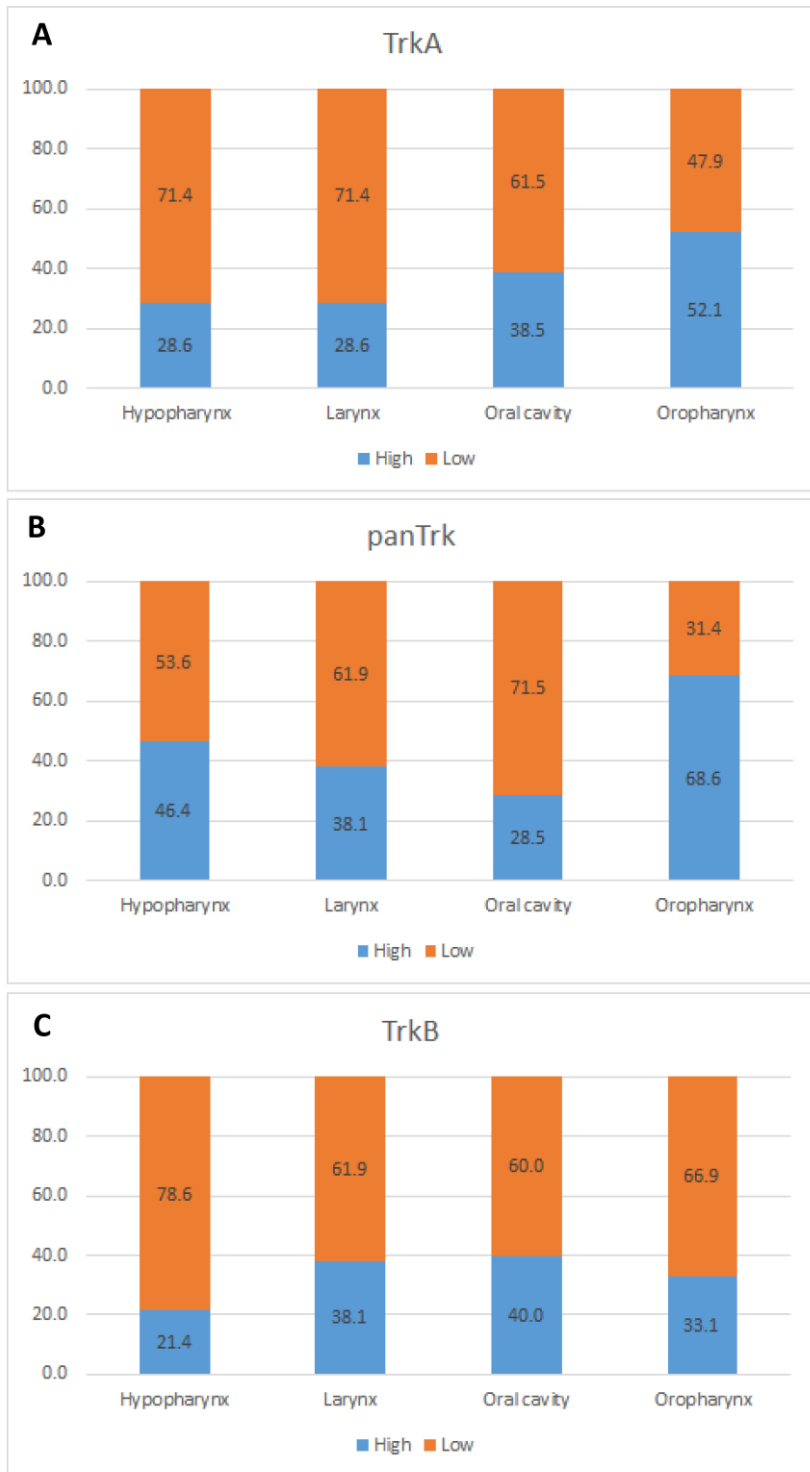 A
TrkA
100.0
80.0
60.0
40.0
20.0
0.0
71.4
71.4
61.5
47.9
28.6
28.6
38.5
52.1
Hypopharynx
Larynx
Oral cavity
Oropharynx
High
Low
B
panTrk
100.0
80.0
60.0
40.0
20.0
0.0
53.6
61.9
71.5
31.4
46.4
38.1
28.5
68.6
Hypopharynx
Larynx
Oral cavity
Oropharynx
High
Low
C
TrkB
100.0
80.0
60.0
40.0
20.0
0.0
78.6
61.9
60.0
66.9
21.4
38.1
40.0
33.1
Hypopharynx
Larynx
Oral cavity
Oropharynx
High
Low